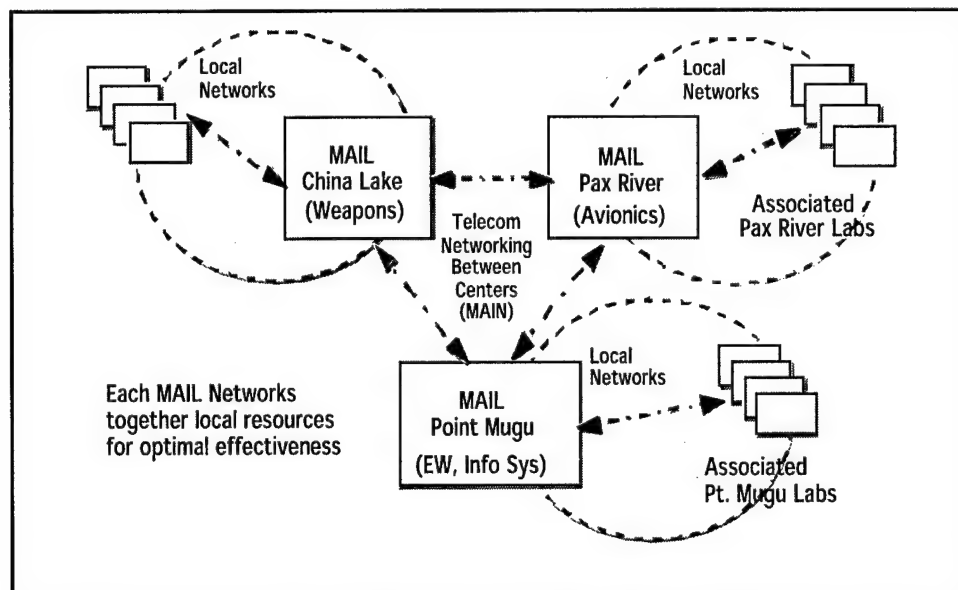 Local
Networks
MAIL
China Lake
(Weapons)
Telecom
Networking
Between
Centers
(MAIN)
MAIL
Pax River
(Avionics)
Local
Networks
Associated
Pax River Labs
Each MAIL Networks
together local resources
for optimal effectiveness
MAIL
Point Mugu
(EW, Info Sys)
Local
Networks
Associated
Pt. Mugu Labs